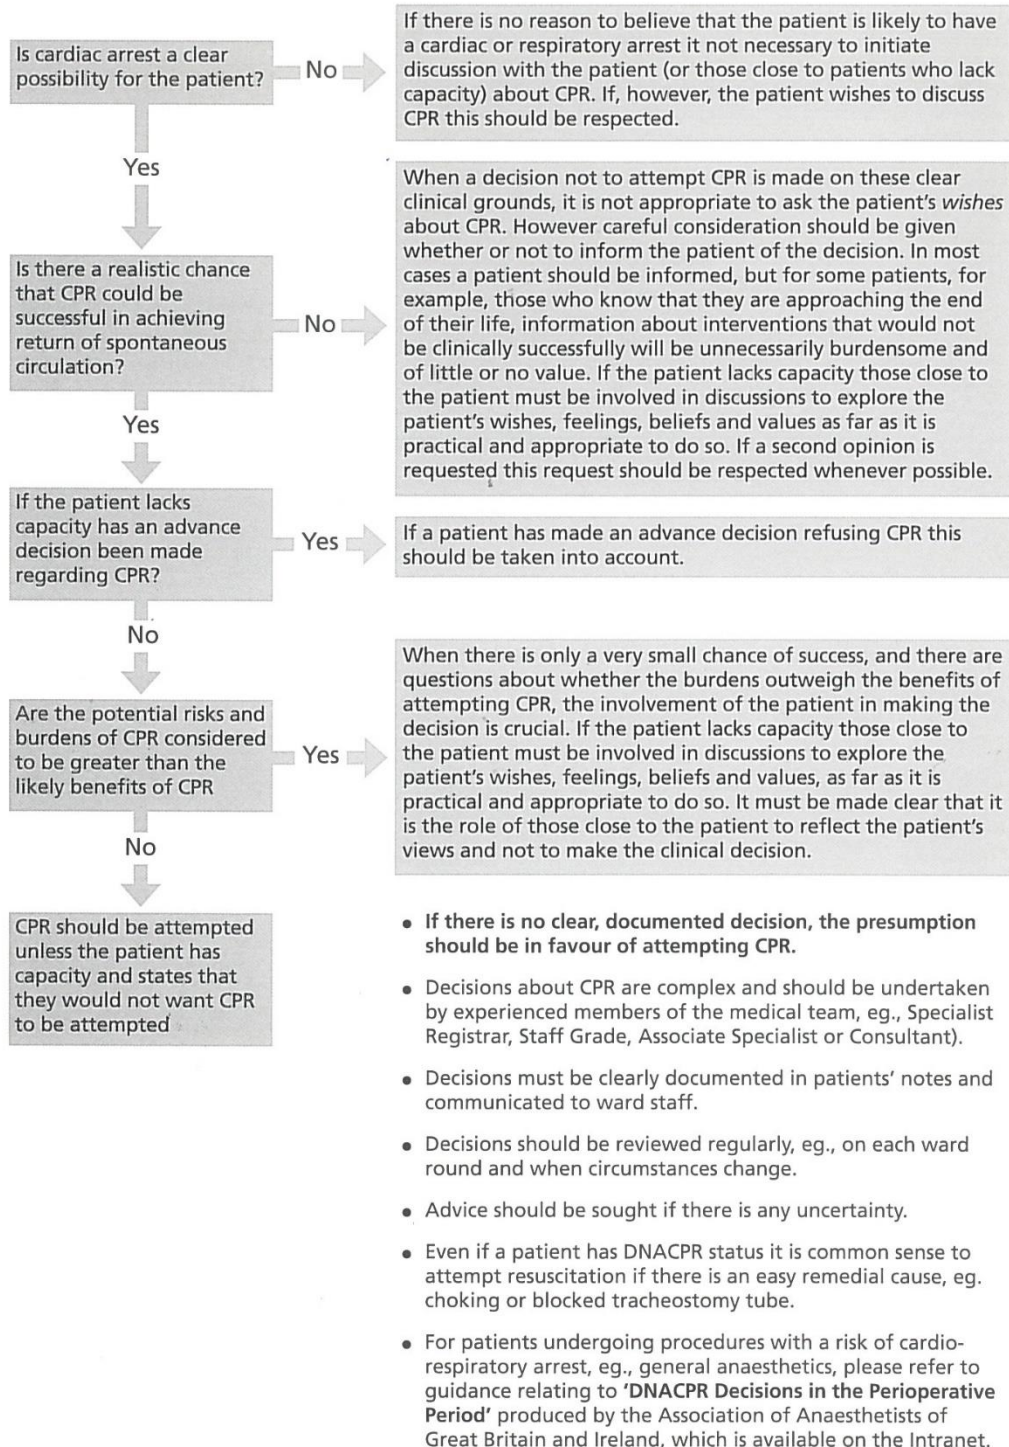 Is cardiac arrest a clear
possibility for the patient?
No
If there is no reason to believe that the patient is likely to have
a cardiac or respiratory arrest it not necessary to initiate
discussion with the patient (or those close to patients who lack
capacity) about CPR. If, however, the patient wishes to discuss
CPR this should be respected.
Yes
Is there a realistic chance
that CPR could be
successful in achieving
return of spontaneous
circulation?
No
When a decision not to attempt CPR is made on these clear
clinical grounds, it is not appropriate to ask the patient's wishes
about CPR. However careful consideration should be given
whether or not to inform the patient of the decision. In most
cases a patient should be informed, but for some patients, for
example, those who know that they are approaching the end
of their life, information about interventions that would not
be clinically successfully will be unnecessarily burdensome and
of little or no value. If the patient lacks capacity those close to
the patient must be involved in discussions to explore the
patient's wishes, feelings, beliefs and values as far as it is
practical and appropriate to do so. If a second opinion is
requested this request should be respected whenever possible.
Yes
If the patient lacks
capacity has an advance
decision been made
regarding CPR?
Yes
If a patient has made an advance decision refusing CPR this
should be taken into account.
No
Are the potential risks and
burdens of CPR considered
to be greater than the
likely benefits of CPR
Yes
When there is only a very small chance of success, and there are
questions about whether the burdens outweigh the benefits of
attempting CPR, the involvement of the patient in making the
decision is crucial. If the patient lacks capacity those close to
the patient must be involved in discussions to explore the
patient's wishes, feelings, beliefs and values, as far as it is
practical and appropriate to do so. It must be made clear that it
is the role of those close to the patient to reflect the patient's
views and not to make the clinical decision.
No
CPR should be attempted
unless the patient has
capacity and states that
they would not want CPR
to be attempted
• If there is no clear, documented decision, the presumption
should be in favour of attempting CPR.
• Decisions about CPR are complex and should be undertaken
by experienced members of the medical team, eg., Specialist
Registrar, Staff Grade, Associate Specialist or Consultant).
• Decisions must be clearly documented in patients' notes and
communicated to ward staff.
• Decisions should be reviewed regularly, eg., on each ward
round and when circumstances change.
• Advice should be sought if there is any uncertainty.
• Even if a patient has DNACPR status it is common sense to
attempt resuscitation if there is an easy remedial cause, eg.
choking or blocked tracheostomy tube.
• For patients undergoing procedures with a risk of cardio-
respiratory arrest, eg., general anaesthetics, please refer to
guidance relating to 'DNACPR Decisions in the Perioperative
Period' produced by the Association of Anaesthetists of
Great Britain and Ireland, which is available on the Intranet.